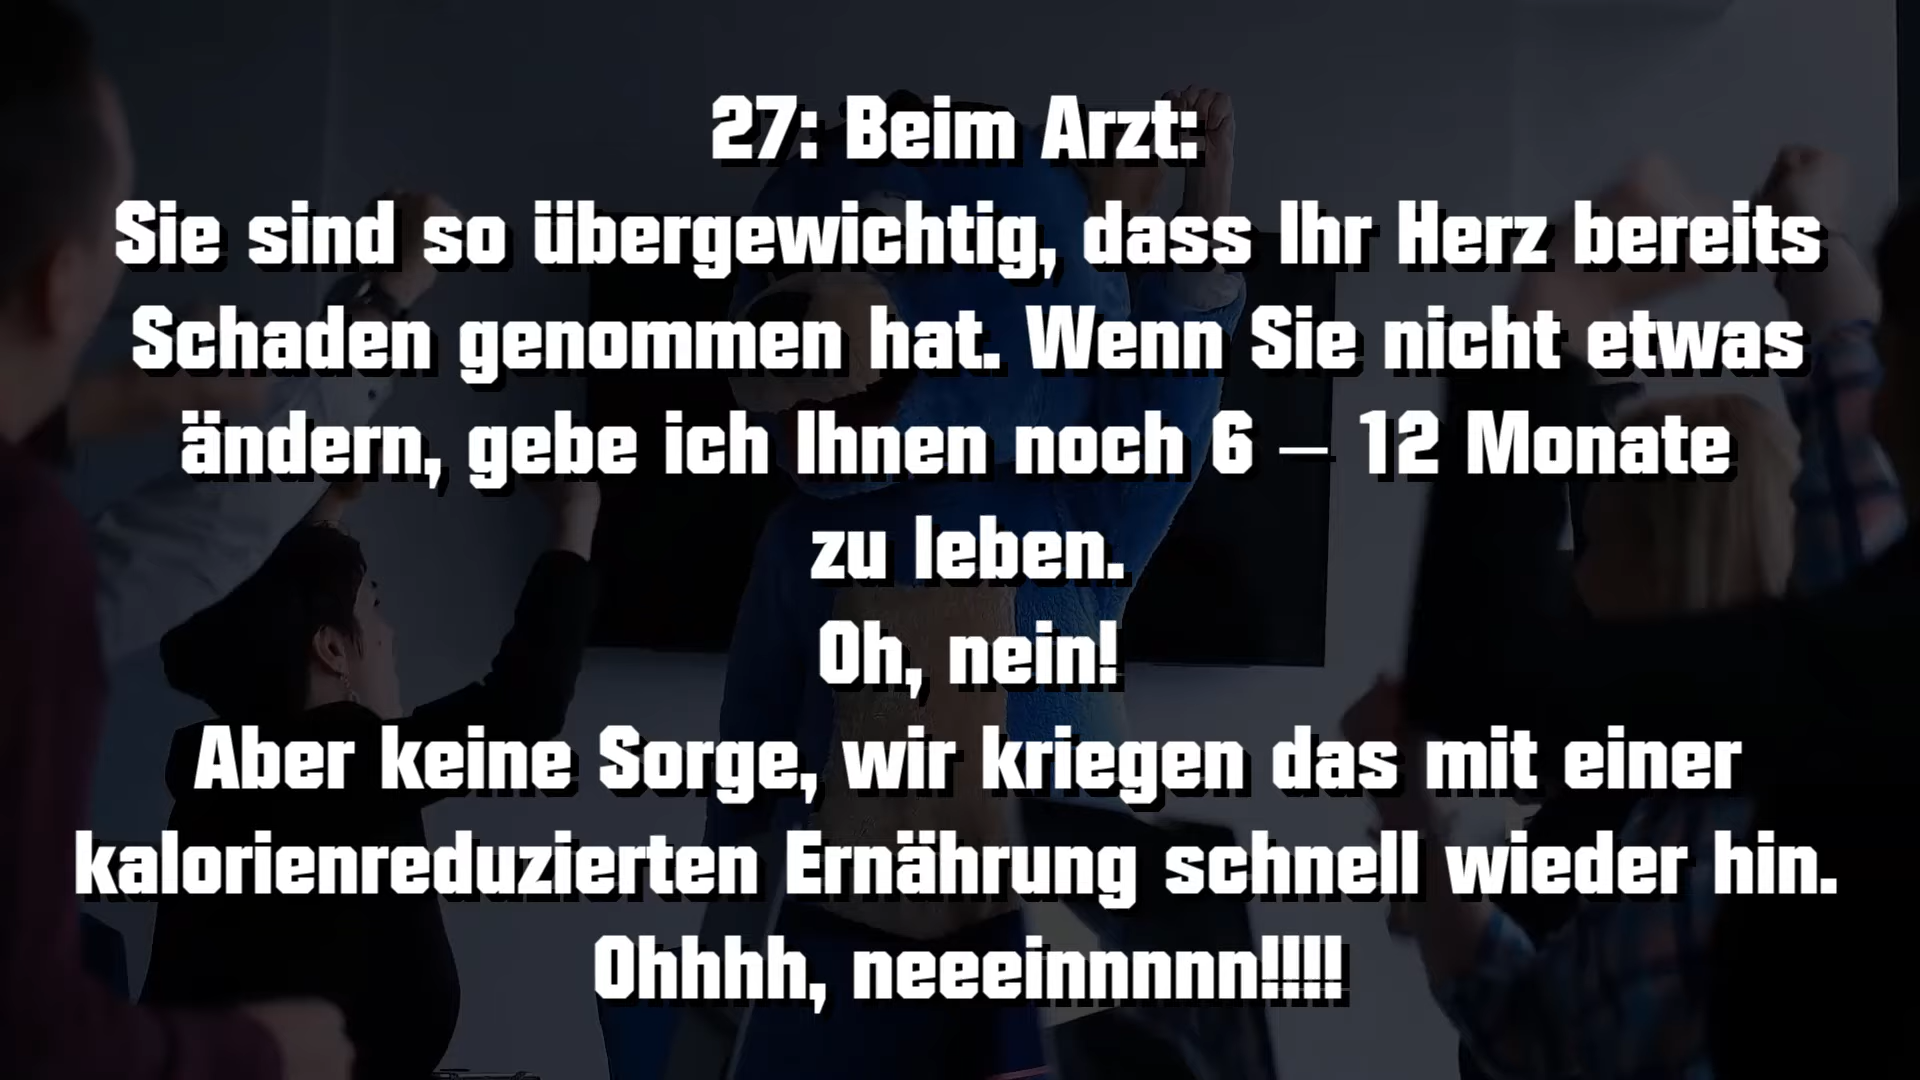 27: Beim Arzt:
Sie sind so übergewichtig, dass Ihr Herz bereits
Schaden genommen hat. Wenn Sie nicht etwas
ändern, gebe ich Ihnen noch 6 – 12 Monate
zu leben.
Oh, nein!
Aber keine Sorge, wir kriegen das mit einer
kalorienreduzierten Ernährung schnell wieder hin.
Ohhhh, neeeinnnnn!!!!